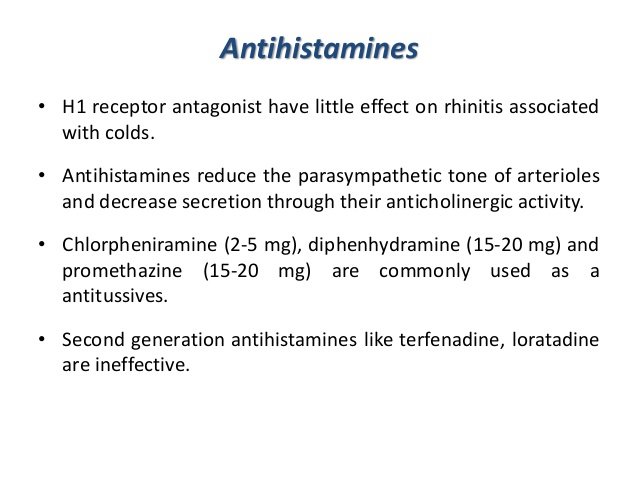 Antihistamines
• H1 receptor antagonist have little effect on rhinitis associated
with colds.
• Antihistamines reduce the parasympathetic tone of arterioles
and decrease secretion through their anticholinergic activity.
• Chlorpheniramine (2-5 mg), diphenhydramine (15-20 mg) and
promethazine (15-20 mg) are commonly used as a
antitussives.
• Second generation antihistamines like terfenadine, loratadine
are ineffective.